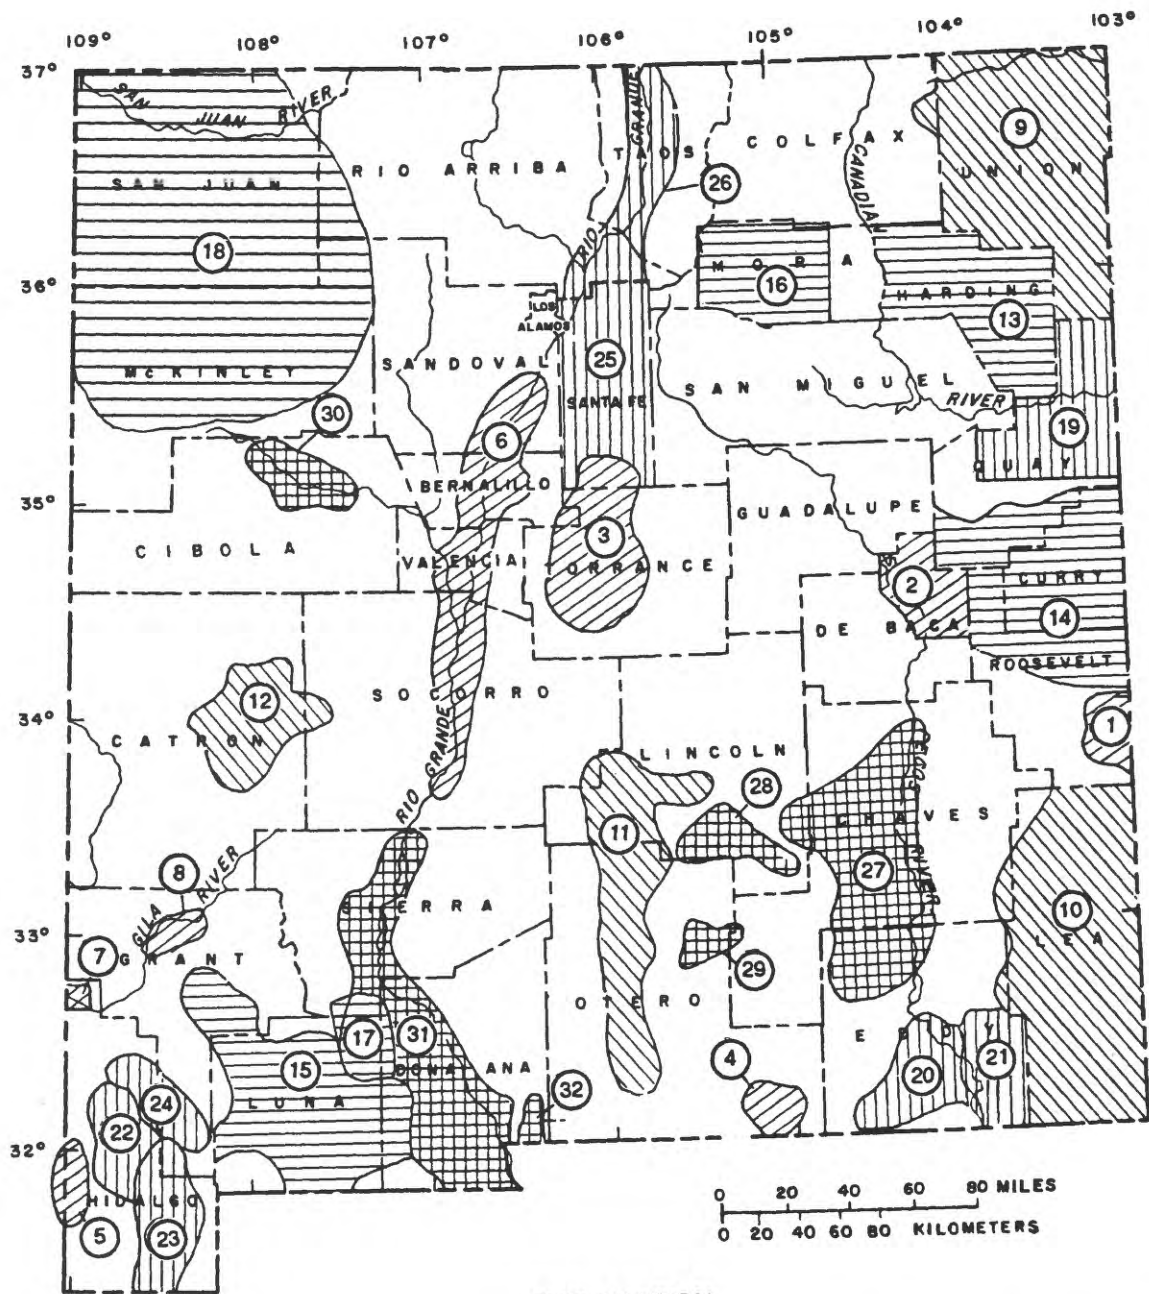 109° 108° 107° 106° 105° 104° 103°
37°
SAN JUAN RIVER
RIO GRANDE
TAOS
COLFAX
9
UNION
SAN JUAN
RIO ARRIBA
26
CANADIAN
18
RIO
MORA
16
36°
LOS ALAMOS
HARDING
13
SANDOVAL
25
McKINLEY
SAN MIGUEL
RIVER
SANTA FE
30
6
19
QUAY
BERNALILLO
35°
GUADALUPE
CIBOLA
VALENCIA
3
TORRANCE
2
CURRY
14
DE BACA
ROOSEVELT
SOCORRO
12
34°
1
CATRON
RIO GRANDE
LINCOLN
PECOS RIVER
28
CHAVES
11
8
27
GILA RIVER
SIERRA
10
33°
LEA
7
GRANT
29
OTERO
17
31
EDDY
4
21
15
DONA ANA
20
32
LUNA
24
22
32°
HIDALGO
5
23
0 20 40 60 80 MILES
0 20 40 60 80 KILOMETERS